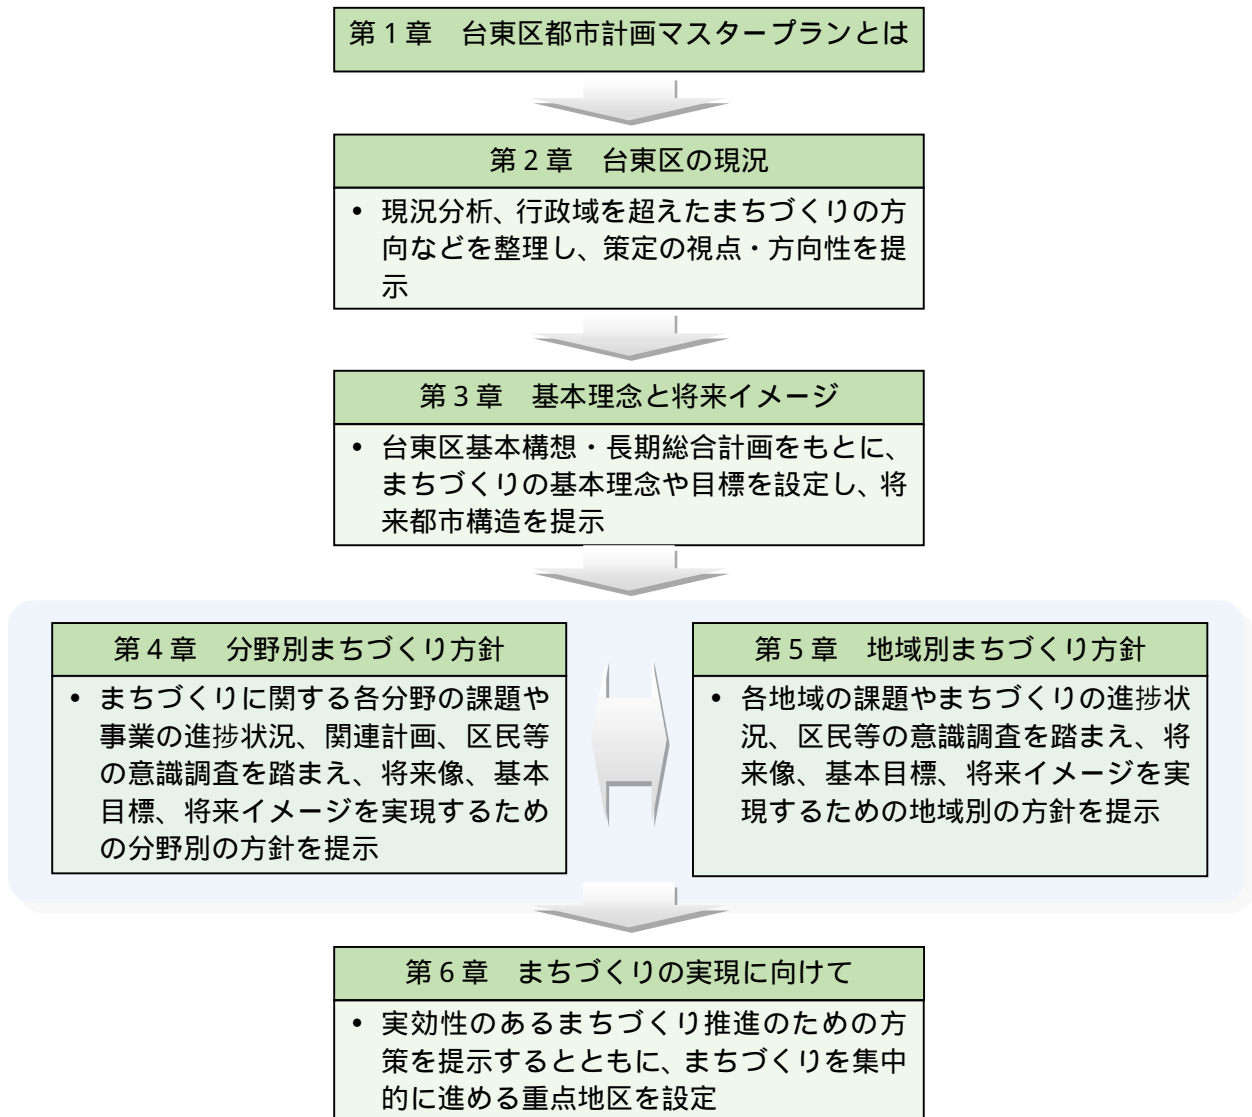 第1章　台東区都市計画マスタープランとは
第2章　台東区の現況
• 現況分析、行政域を超えたまちづくりの方
向などを整理し、策定の視点・方向性を提
示
第3章　基本理念と将来イメージ
• 台東区基本構想・長期総合計画をもとに、
まちづくりの基本理念や目標を設定し、将
来都市構造を提示
第4章　分野別まちづくり方針
• まちづくりに関する各分野の課題や
事業の進捗状況、関連計画、区民等
の意識調査を踏まえ、将来像、基本
目標、将来イメージを実現するため
の分野別の方針を提示
第5章　地域別まちづくり方針
• 各地域の課題やまちづくりの進捗状
況、区民等の意識調査を踏まえ、将
来像、基本目標、将来イメージを実
現するための地域別の方針を提示
第6章　まちづくりの実現に向けて
• 実効性のあるまちづくり推進のための方
策を提示するとともに、まちづくりを集中
的に進める重点地区を設定